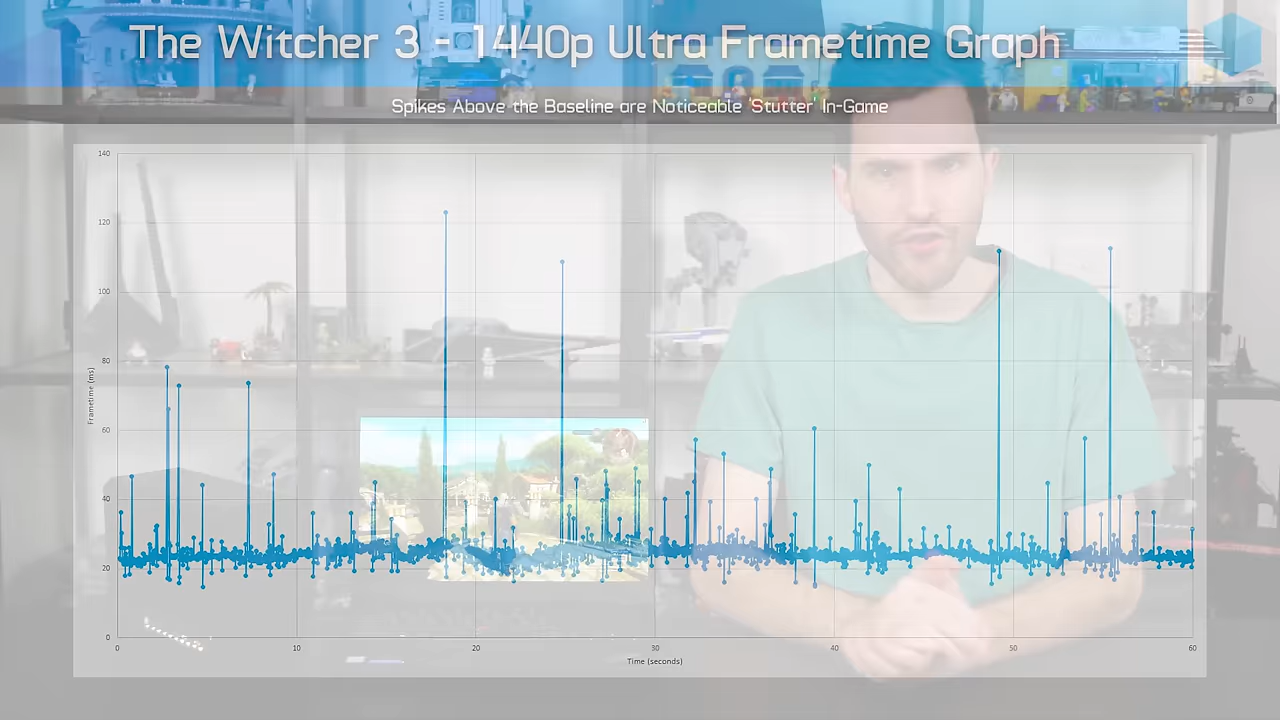 The Witcher 3 - 1440p Ultra Frametime Graph
Spikes Above the Baseline are Noticeable 'Stutter' In-Game
140
120
100
80
60
40
20
0
Frametime (ms)
0 10 20 30 40 50 60
Time (seconds)